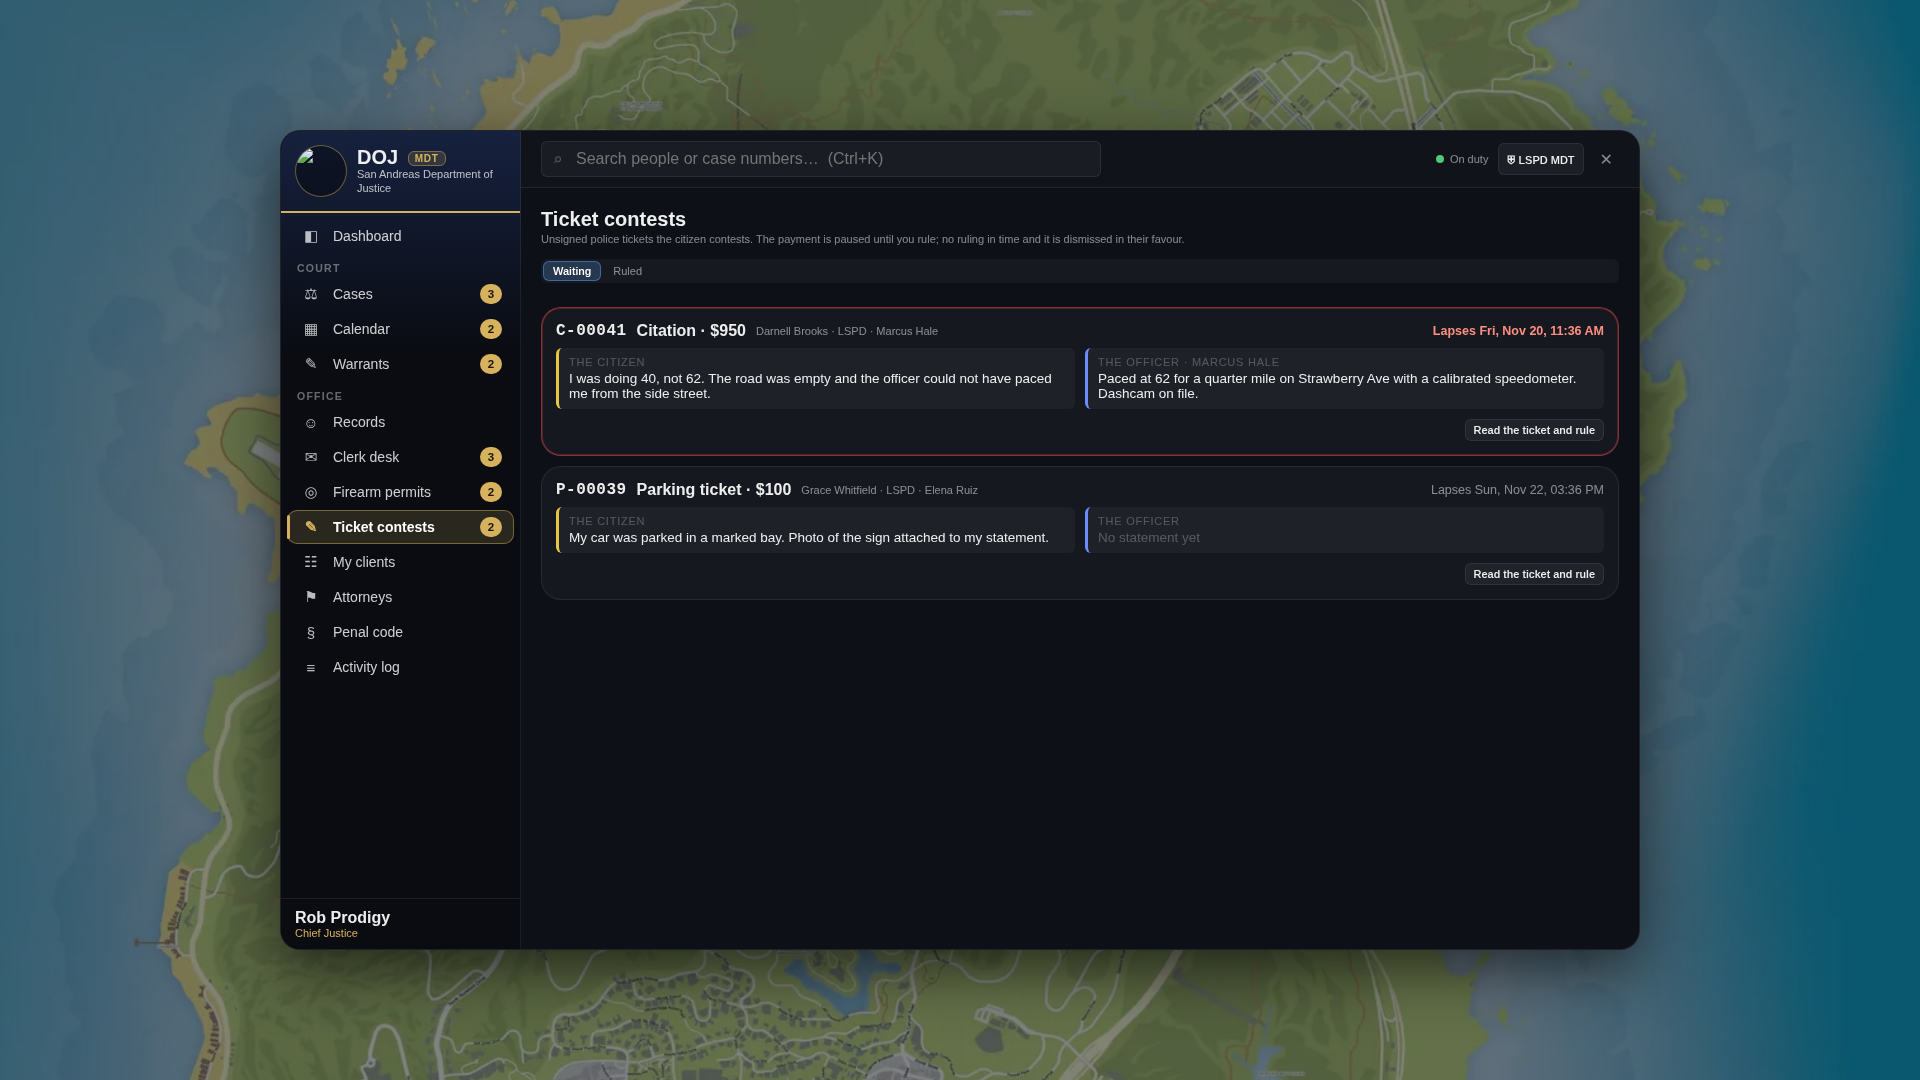 DOJ MDT
San Andreas Department of
Justice
Search people or case numbers… (Ctrl+K)
On duty
LSPD MDT
Dashboard
COURT
Cases 3
Calendar 2
Warrants 2
OFFICE
Records
Clerk desk 3
Firearm permits 2
Ticket contests 2
My clients
Attorneys
§ Penal code
Activity log
Rob Prodigy
Chief Justice
Ticket contests
Unsigned police tickets the citizen contests. The payment is paused until you rule; no ruling in time and it is dismissed in their favour.
Waiting Ruled
C-00041 Citation · $950 Darnell Brooks · LSPD · Marcus Hale Lapses Fri, Nov 20, 11:36 AM
THE CITIZEN
I was doing 40, not 62. The road was empty and the officer could not have paced
me from the side street.
THE OFFICER · MARCUS HALE
Paced at 62 for a quarter mile on Strawberry Ave with a calibrated speedometer.
Dashcam on file.
Read the ticket and rule
P-00039 Parking ticket · $100 Grace Whitfield · LSPD · Elena Ruiz Lapses Sun, Nov 22, 03:36 PM
THE CITIZEN
My car was parked in a marked bay. Photo of the sign attached to my statement.
THE OFFICER
No statement yet
Read the ticket and rule